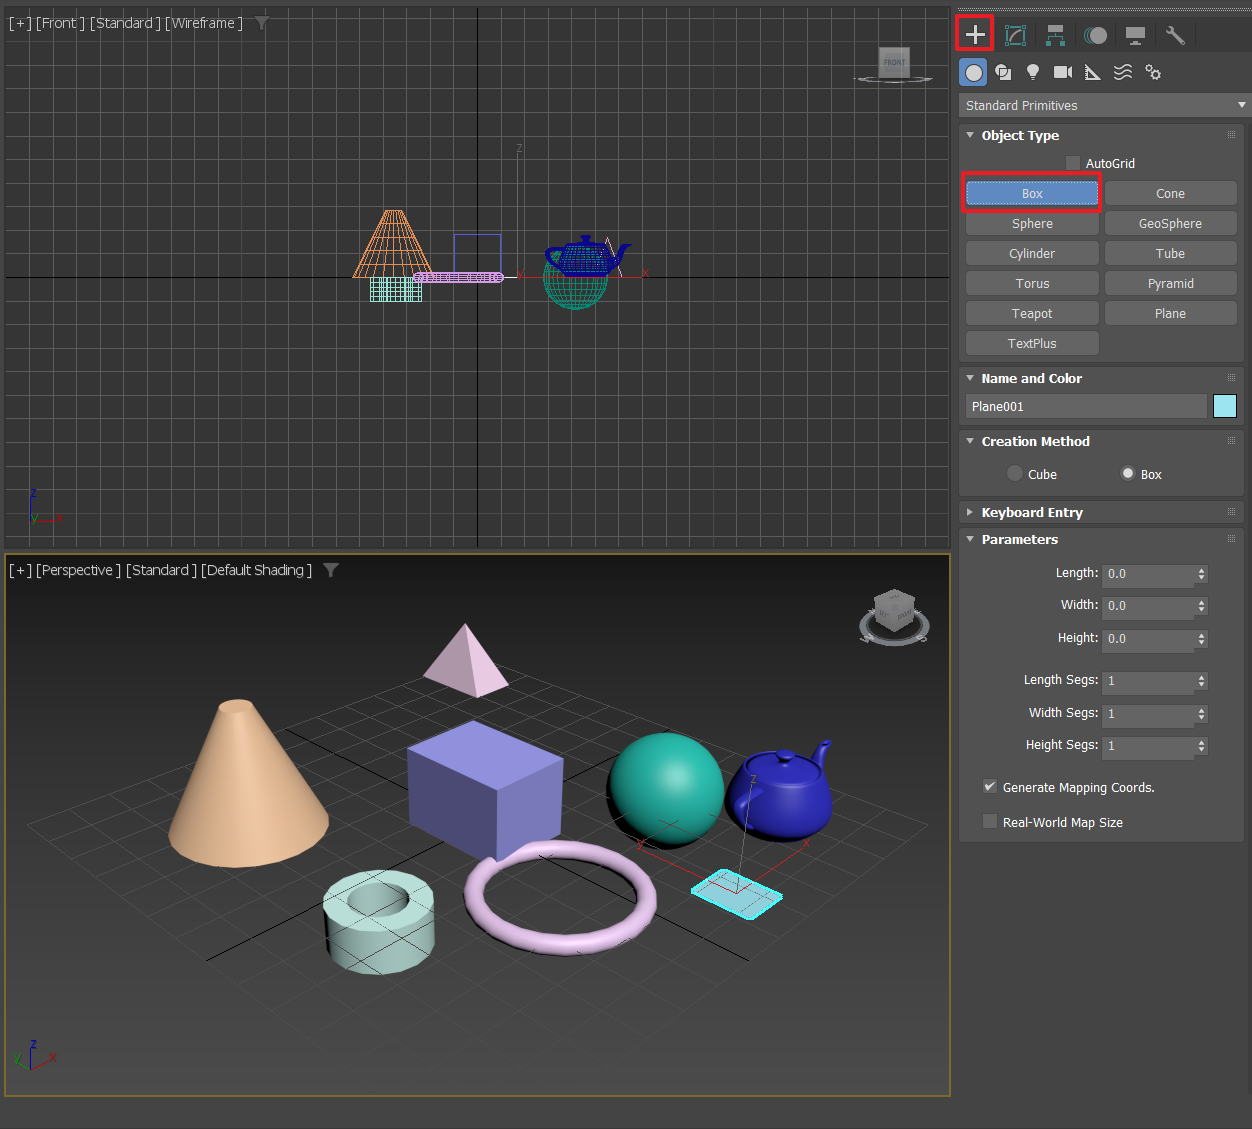 [ + ] [Front ] [Standard ] [Wireframe ]
FRONT
z
x
y
z
y
x
[ + ] [Perspective ] [Standard ] [Default Shading ]
z
y
x
z
y
x
Standard Primitives
Object Type
AutoGrid
Box Cone
Sphere GeoSphere
Cylinder Tube
Torus Pyramid
Teapot Plane
TextPlus
Name and Color
Plane001
Creation Method
Cube Box
Keyboard Entry
Parameters
Length: 0.0
Width: 0.0
Height: 0.0
Length Segs: 1
Width Segs: 1
Height Segs: 1
Generate Mapping Coords.
Real-World Map Size